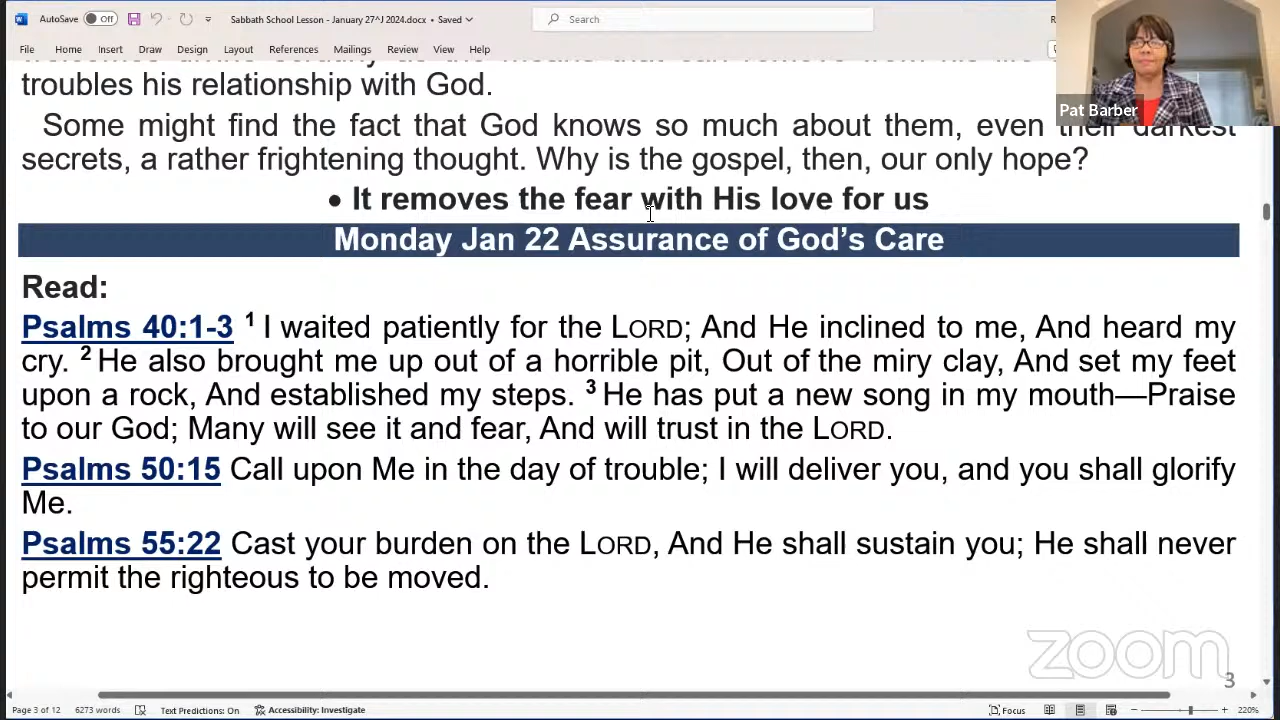 AutoSave Off Sabbath School Lesson - January 27^J 2024.docx • Saved Search
File Home Insert Draw Design Layout References Mailings Review View Help
troubles his relationship with God.
Pat Barber
Some might find the fact that God knows so much about them, even their darkest
secrets, a rather frightening thought. Why is the gospel, then, our only hope?
• It removes the fear with His love for us
Monday Jan 22 Assurance of God’s Care
Read:
Psalms 40:1-3 1 I waited patiently for the LORD; And He inclined to me, And heard my
cry. 2 He also brought me up out of a horrible pit, Out of the miry clay, And set my feet
upon a rock, And established my steps. 3 He has put a new song in my mouth—Praise
to our God; Many will see it and fear, And will trust in the LORD.
Psalms 50:15 Call upon Me in the day of trouble; I will deliver you, and you shall glorify
Me.
Psalms 55:22 Cast your burden on the LORD, And He shall sustain you; He shall never
permit the righteous to be moved.
zoom
3
Page 3 of 12 6273 words Text Predictions: On Accessibility: Investigate Focus 220%